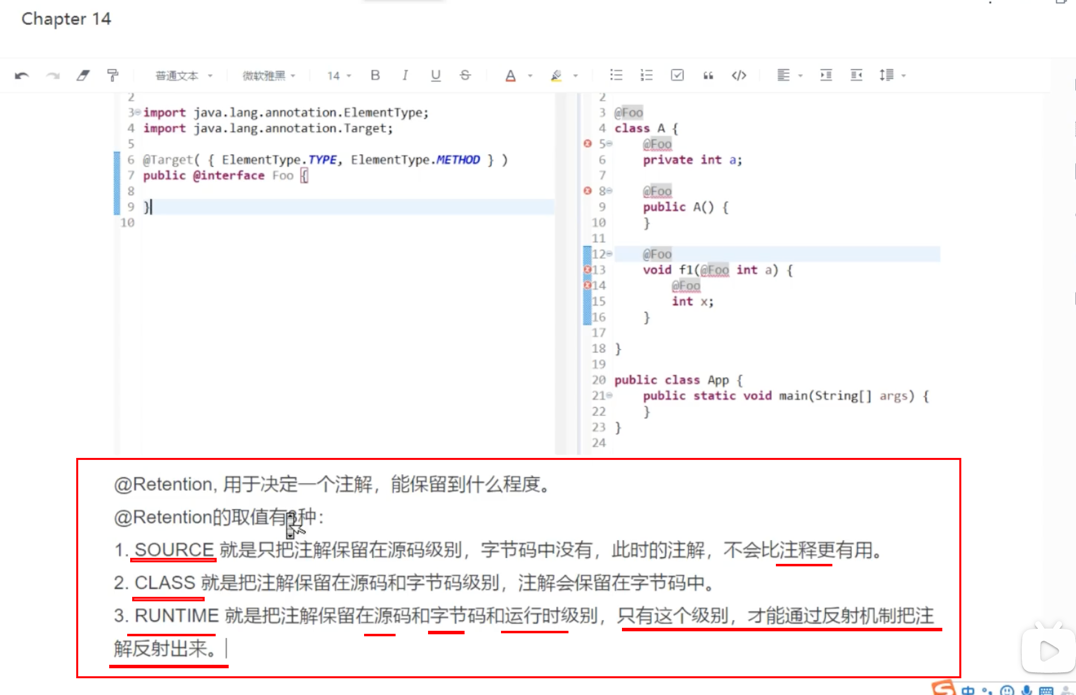 Chapter 14
普通文本 微软雅黑 14 B I U S A
2
3 import java.lang.annotation.ElementType;
4 import java.lang.annotation.Target;
5
6 @Target( { ElementType.TYPE, ElementType.METHOD } )
7 public @interface Foo {
8
9 }
10
2
3 @Foo
4 class A {
5 @Foo
6 private int a;
7
8 @Foo
9 public A() {
10 }
11
12 @Foo
13 void f1(@Foo int a) {
14 @Foo
15 int x;
16 }
17
18 }
19
20 public class App {
21 public static void main(String[] args) {
22 }
23 }
24
@Retention, 用于决定一个注解，能保留到什么程度。
@Retention的取值有 种：
1. SOURCE 就是只把注解保留在源码级别，字节码中没有，此时的注解，不会比注释更有用。
2. CLASS 就是把注解保留在源码和字节码级别，注解会保留在字节码中。
3. RUNTIME 就是把注解保留在源码和字节码和运行时级别，只有这个级别，才能通过反射机制把注
解反射出来。
中